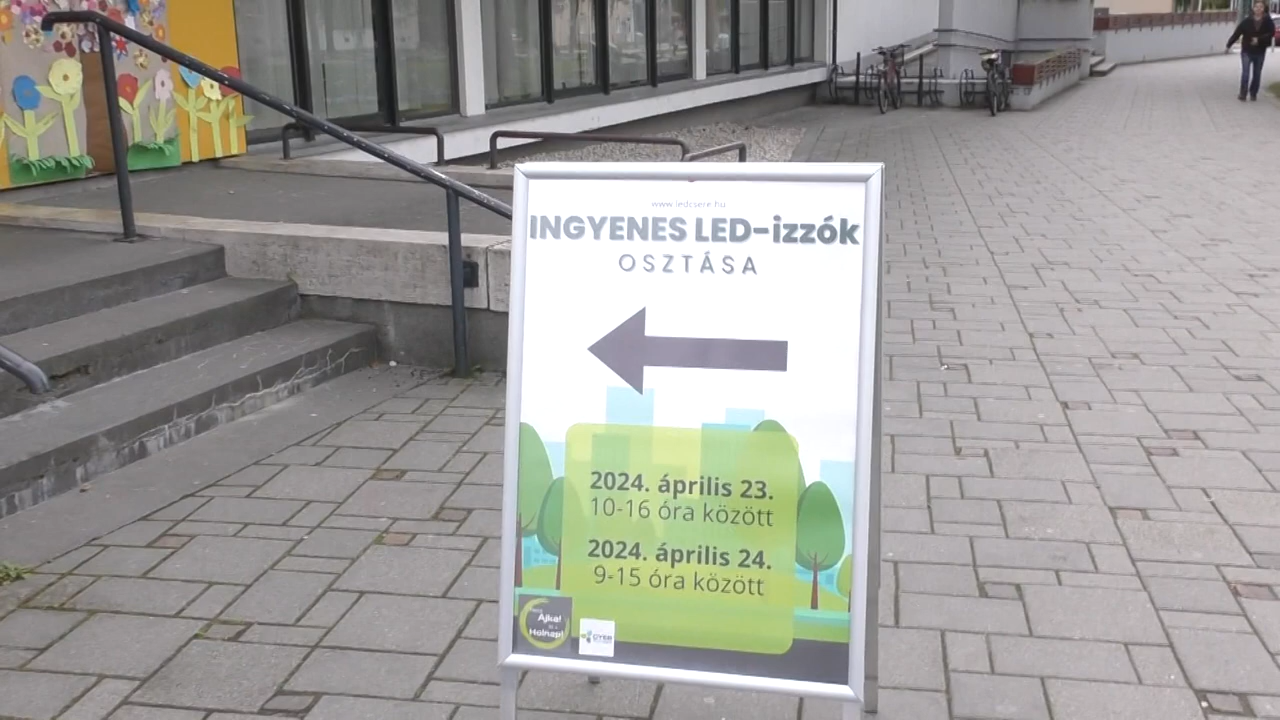 www.ledcsere.hu
INGYENES LED-izzók
OSZTÁSA
2024. április 23.
10-16 óra között
2024. április 24.
9-15 óra között
Ajka!
Holnap!